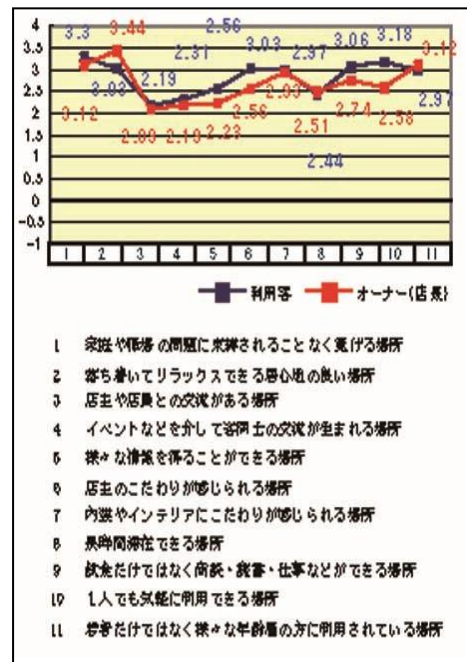 4
3.5
3
2.5
2
1.5
1
0.5
0
-0.5
-1
3.3 3.03 2.19 2.31 2.56 3.03 2.97 2.44 3.06 3.18 2.97
3.12 3.44 2.19 2.23 2.56 2.51 2.74 2.58 3.12
1 2 3 4 5 6 7 8 9 10 11
利用客 オーナー(店長)
1 家庭や職場の問題に束縛されることなく寛げる場所
2 落ち着いてリラックスできる居心地の良い場所
3 店主や店員との交流がある場所
4 イベントなどを介して客同士の交流が生まれる場所
5 様々な情報を得ることができる場所
6 店主のこだわりが感じられる場所
7 内装やインテリアにこだわりが感じられる場所
8 長時間滞在できる場所
9 飲食だけではなく商談・読書・仕事などができる場所
10 1人でも気軽に利用できる場所
11 若者だけではなく様々な年齢層の方に利用されている場所